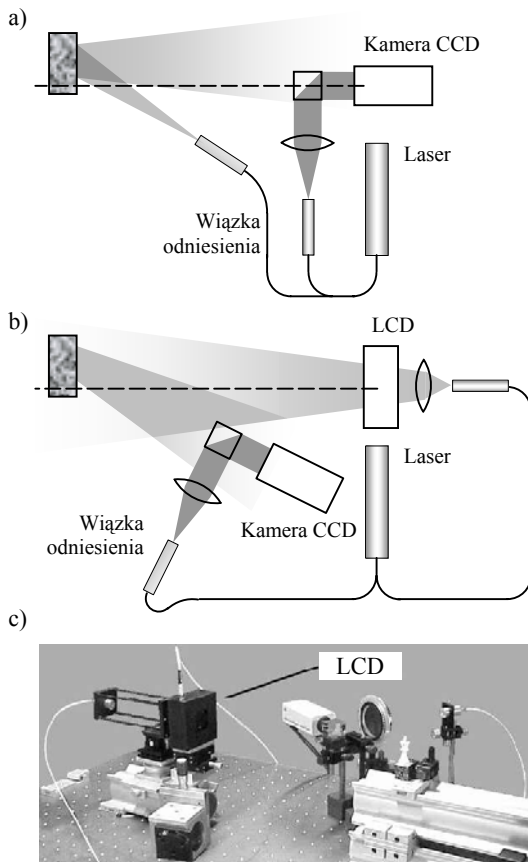 a)
Kamera CCD
Laser
Wiązka
odniesienia
b)
LCD
Laser
Kamera CCD
Wiązka
odniesienia
c)
LCD